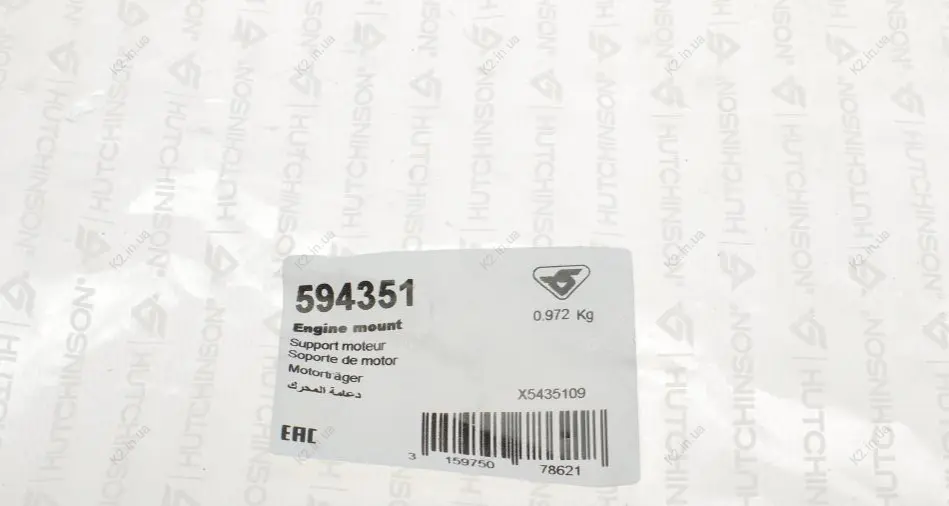 594351
Engine mount
Support moteur
Soporte de motor
Motorträger
دعامة المحرك
0.972 Kg
X5435109
EAC
3 159750 78621
HUTCHINSON
K2.in.ua